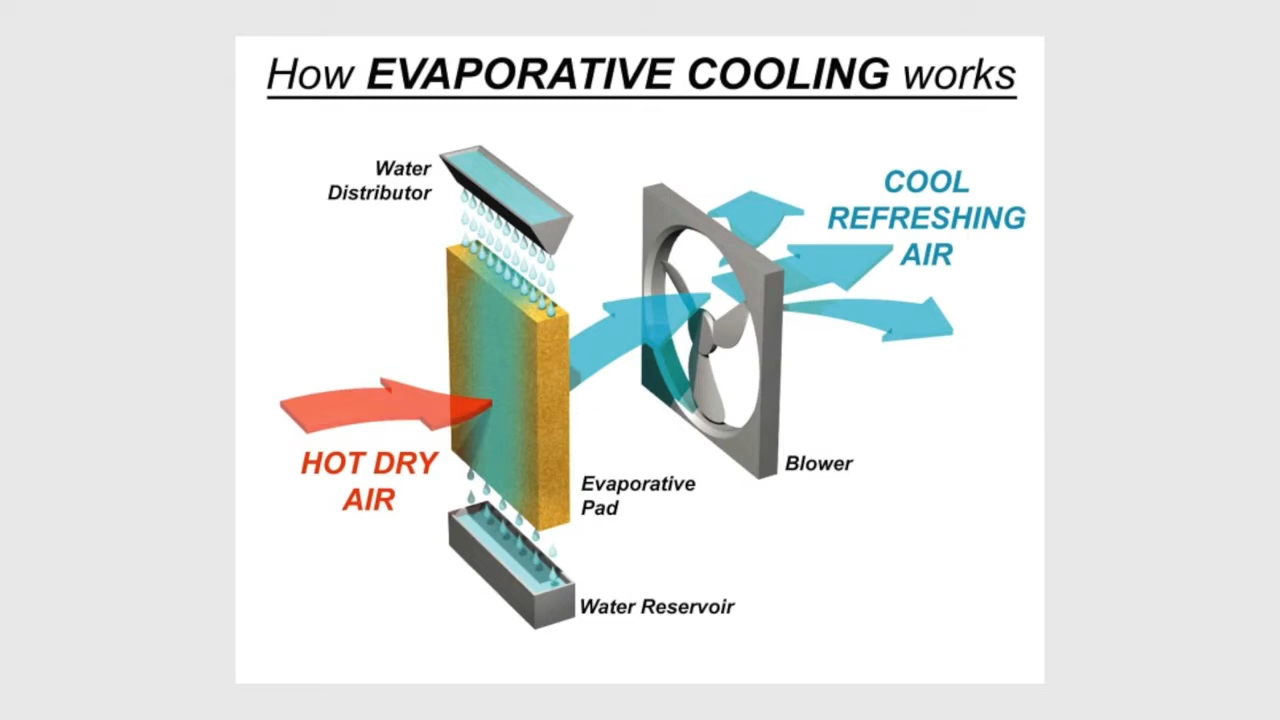 How EVAPORATIVE COOLING works
Water
Distributor
COOL
REFRESHING
AIR
HOT DRY
AIR
Blower
Evaporative
Pad
Water Reservoir